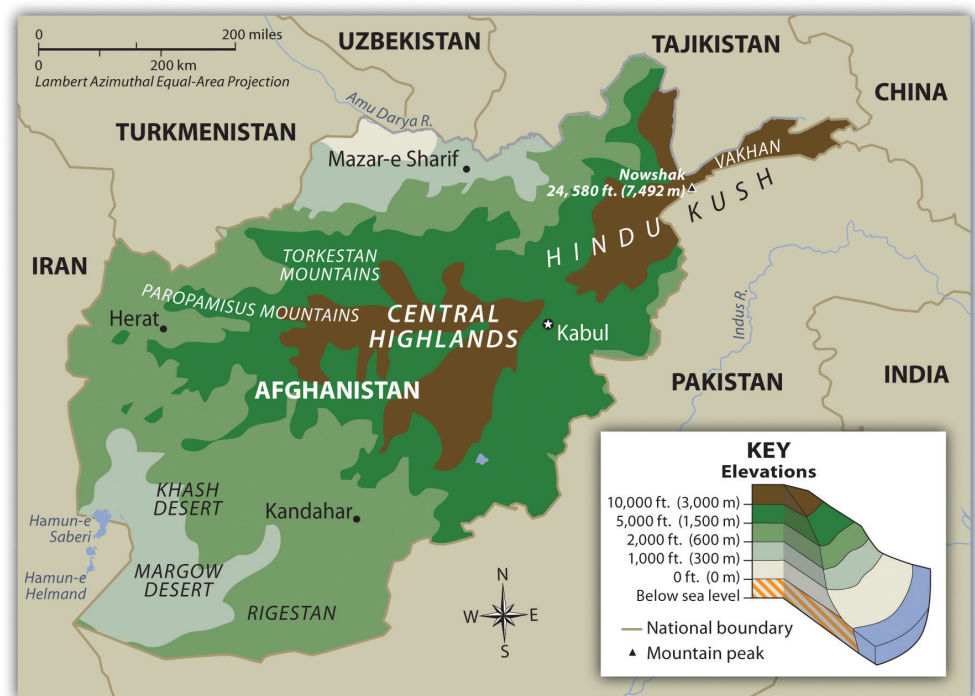 0 200 miles
0 200 km
Lambert Azimuthal Equal-Area Projection
UZBEKISTAN
TAJIKISTAN
CHINA
TURKMENISTAN
Amu Darya R.
Mazar-e Sharif
VAKHAN
Nowshak
24, 580 ft. (7,492 m)
HINDU KUSH
IRAN
TORKESTAN
MOUNTAINS
PAROPAMISUS MOUNTAINS
Herat
CENTRAL
HIGHLANDS
Kabul
Indus R.
AFGHANISTAN
PAKISTAN
INDIA
KHASH
DESERT
Kandahar
Hamun-e
Saberi
Hamun-e
Helmand
MARGOW
DESERT
RIGESTAN
N
W E
S
KEY
Elevations
10,000 ft. (3,000 m)
5,000 ft. (1,500 m)
2,000 ft. (600 m)
1,000 ft. (300 m)
0 ft. (0 m)
Below sea level
National boundary
Mountain peak